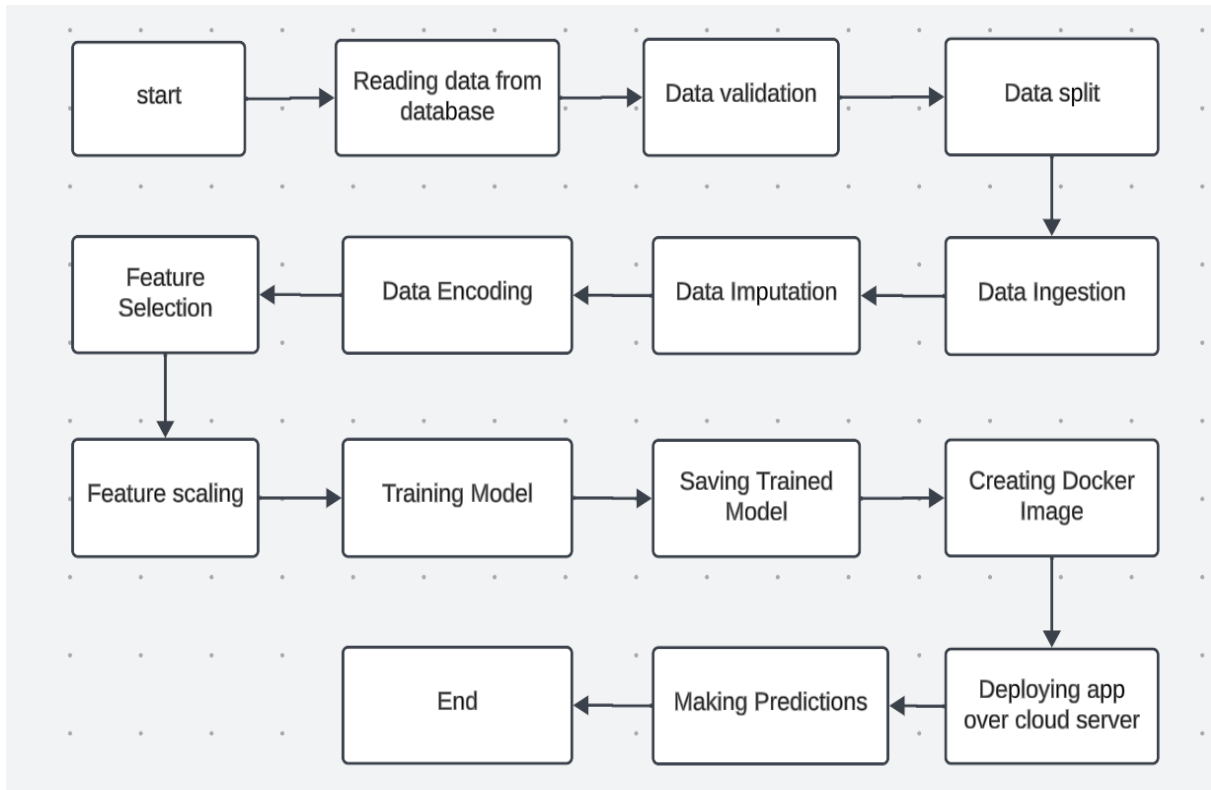 start
Reading data from
database
Data validation
Data split
Data Ingestion
Data Imputation
Data Encoding
Feature
Selection
Feature scaling
Training Model
Saving Trained
Model
Creating Docker
Image
Deploying app
over cloud server
Making Predictions
End